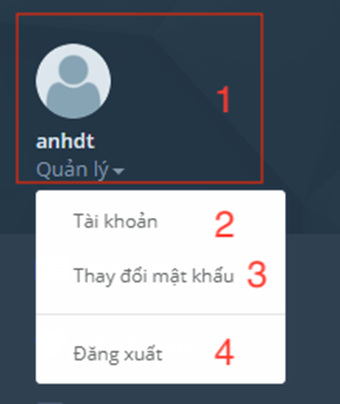 1
anhdt
Quản lý
Tài khoản 2
Thay đổi mật khẩu 3
Đăng xuất 4